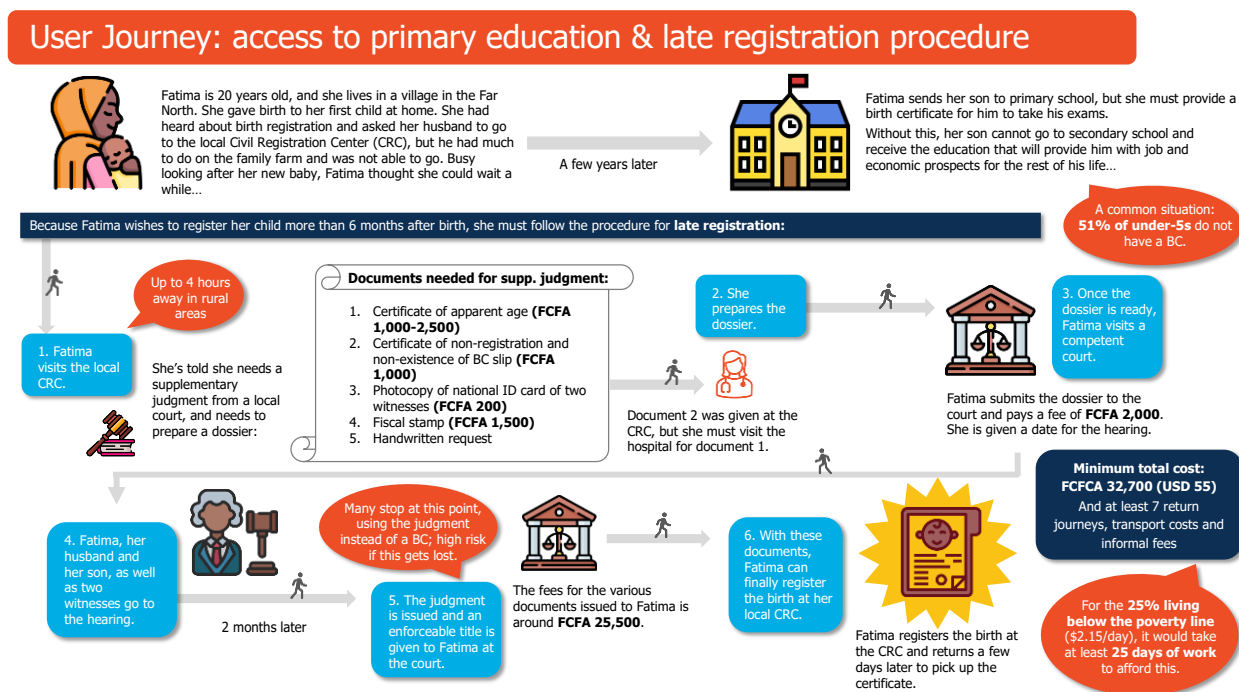 User Journey: access to primary education & late registration procedure
Fatima is 20 years old, and she lives in a village in the Far
North. She gave birth to her first child at home. She had
heard about birth registration and asked her husband to go
to the local Civil Registration Center (CRC), but he had much
to do on the family farm and was not able to go. Busy
looking after her new baby, Fatima thought she could wait a
while…
A few years later
Fatima sends her son to primary school, but she must provide a
birth certificate for him to take his exams.
Without this, her son cannot go to secondary school and
receive the education that will provide him with job and
economic prospects for the rest of his life…
Because Fatima wishes to register her child more than 6 months after birth, she must follow the procedure for late registration:
A common situation:
51% of under-5s do not
have a BC.
Up to 4 hours
away in rural
areas
1. Fatima
visits the local
CRC.
She's told she needs a
supplementary
judgment from a local
court, and needs to
prepare a dossier:
Documents needed for supp. judgment:
1. Certificate of apparent age (FCFA
1,000-2,500)
2. Certificate of non-registration and
non-existence of BC slip (FCFA
1,000)
3. Photocopy of national ID card of two
witnesses (FCFA 200)
4. Fiscal stamp (FCFA 1,500)
5. Handwritten request
2. She
prepares the
dossier.
Document 2 was given at the
CRC, but she must visit the
hospital for document 1.
3. Once the
dossier is ready,
Fatima visits a
competent
court.
Fatima submits the dossier to the
court and pays a fee of FCFA 2,000.
She is given a date for the hearing.
4. Fatima, her
husband and
her son, as well
as two
witnesses go to
the hearing.
2 months later
Many stop at this point,
using the judgment
instead of a BC; high risk
if this gets lost.
5. The judgment
is issued and an
enforceable title is
given to Fatima at
the court.
The fees for the various
documents issued to Fatima is
around FCFA 25,500.
6. With these
documents,
Fatima can
finally register
the birth at her
local CRC.
Fatima registers the birth at
the CRC and returns a few
days later to pick up the
certificate.
Minimum total cost:
FCFCA 32,700 (USD 55)
And at least 7 return
journeys, transport costs and
informal fees
For the 25% living
below the poverty line
($2.15/day), it would take
at least 25 days of work
to afford this.